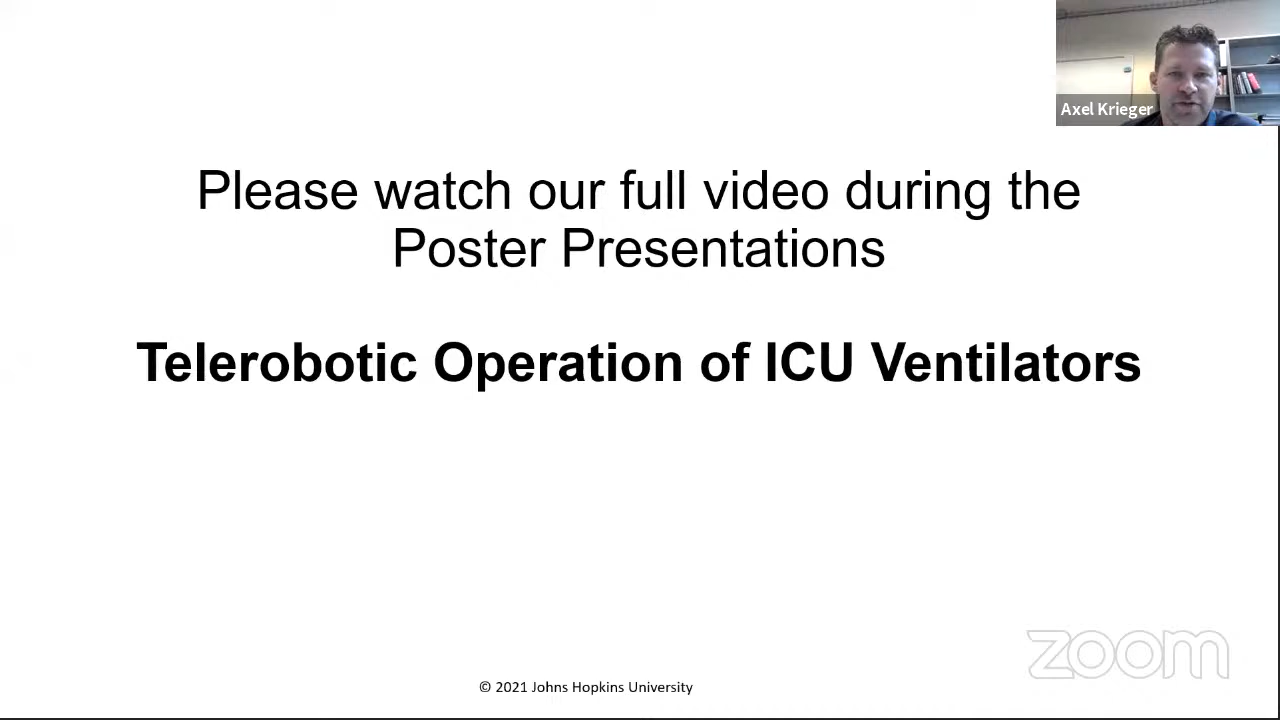 Axel Krieger
Please watch our full video during the
Poster Presentations
Telerobotic Operation of ICU Ventilators
zoom
© 2021 Johns Hopkins University